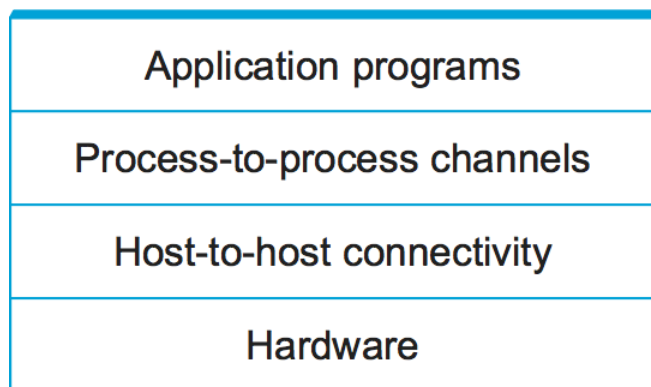 Application programs
Process-to-process channels
Host-to-host connectivity
Hardware